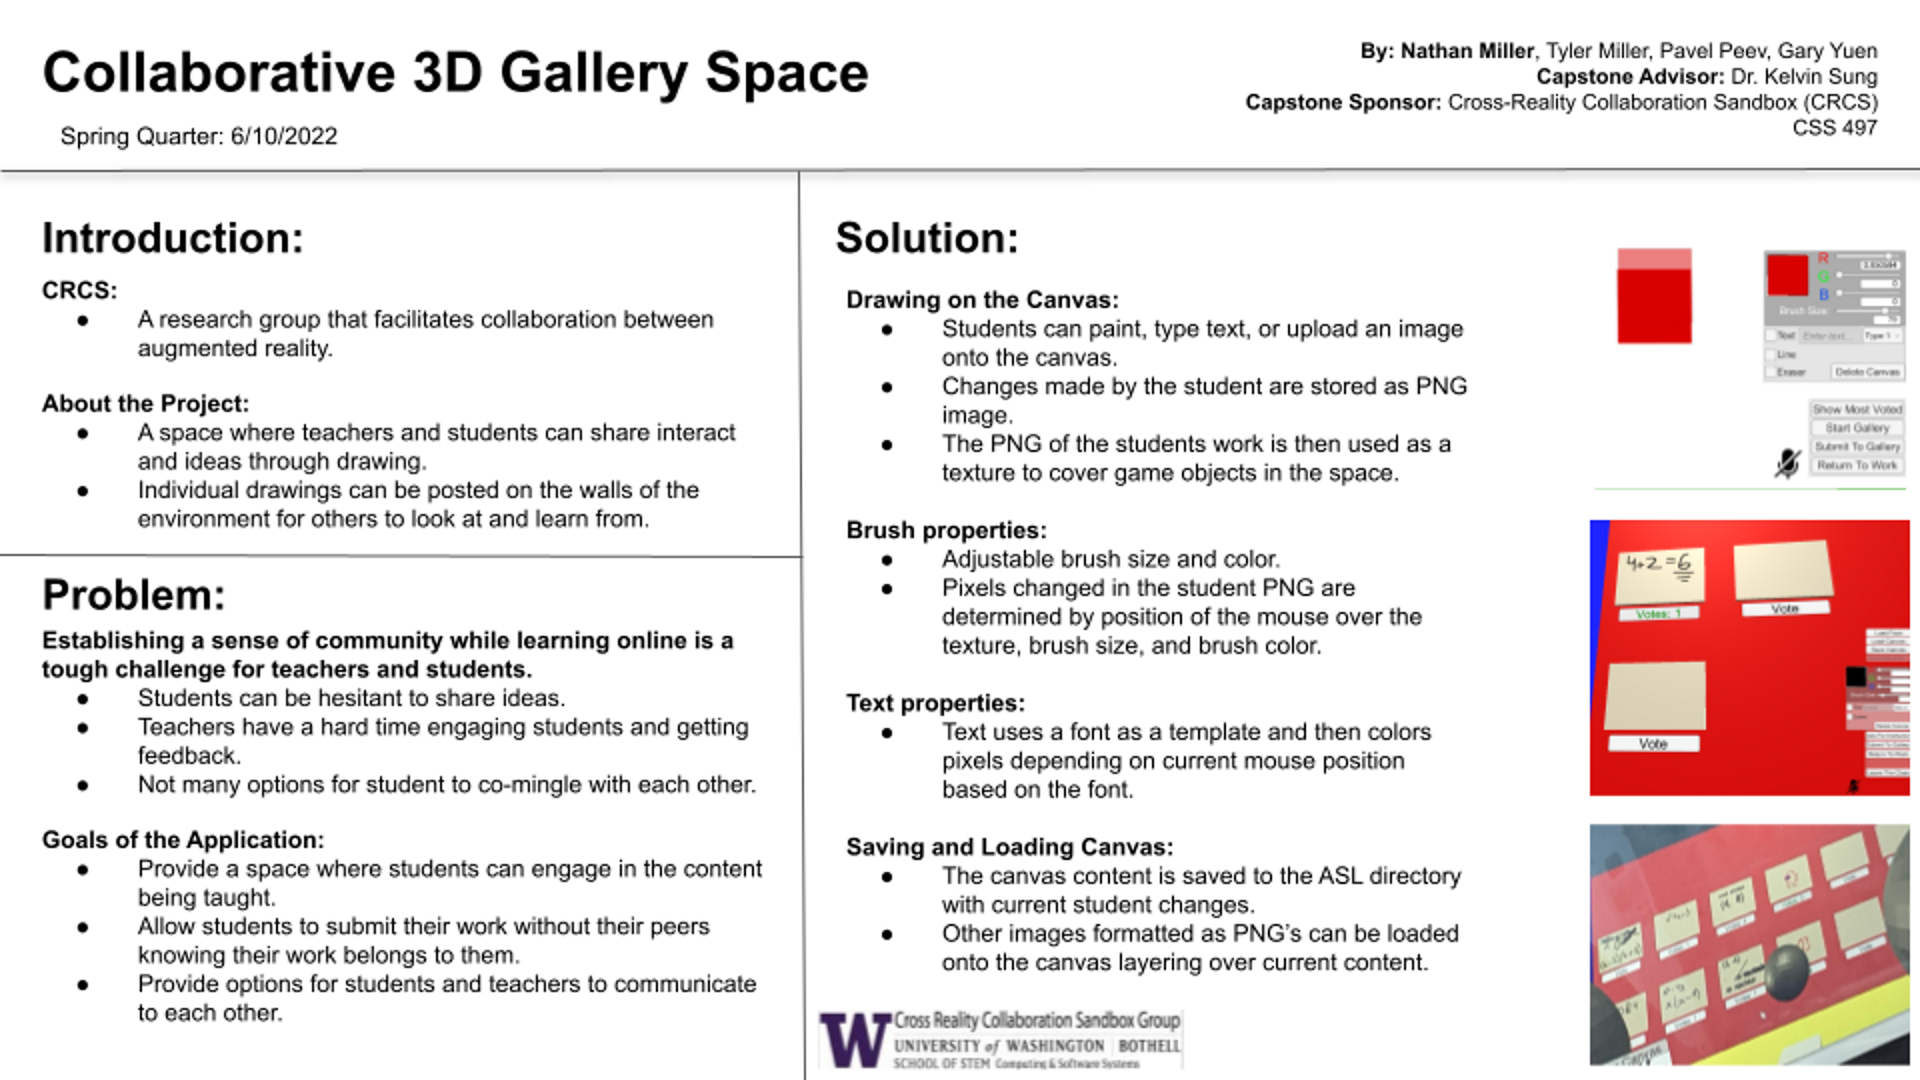 Collaborative 3D Gallery Space
Spring Quarter: 6/10/2022
By: Nathan Miller, Tyler Miller, Pavel Peev, Gary Yuen
Capstone Advisor: Dr. Kelvin Sung
Capstone Sponsor: Cross-Reality Collaboration Sandbox (CRCS)
CSS 497
Introduction:
CRCS:
● A research group that facilitates collaboration between
augmented reality.
About the Project:
● A space where teachers and students can share interact
and ideas through drawing.
● Individual drawings can be posted on the walls of the
environment for others to look at and learn from.
Problem:
Establishing a sense of community while learning online is a
tough challenge for teachers and students.
● Students can be hesitant to share ideas.
● Teachers have a hard time engaging students and getting
feedback.
● Not many options for student to co-mingle with each other.
Goals of the Application:
● Provide a space where students can engage in the content
being taught.
● Allow students to submit their work without their peers
knowing their work belongs to them.
● Provide options for students and teachers to communicate
to each other.
Solution:
Drawing on the Canvas:
● Students can paint, type text, or upload an image
onto the canvas.
● Changes made by the student are stored as PNG
image.
● The PNG of the students work is then used as a
texture to cover game objects in the space.
Brush properties:
● Adjustable brush size and color.
● Pixels changed in the student PNG are
determined by position of the mouse over the
texture, brush size, and brush color.
Text properties:
● Text uses a font as a template and then colors
pixels depending on current mouse position
based on the font.
Saving and Loading Canvas:
● The canvas content is saved to the ASL directory
with current student changes.
● Other images formatted as PNG's can be loaded
onto the canvas layering over current content.
W
Cross Reality Collaboration Sandbox Group
UNIVERSITY of WASHINGTON | BOTHELL
SCHOOL OF STEM Computing & Software Systems
R
G
B
Brush Size:
Text Enter text... Type 1
Line
Eraser Delete Canvas
Show Most Voted
Start Gallery
Submit To Gallery
Return To Work
4+2=6
Votes: 1
Vote
Vote